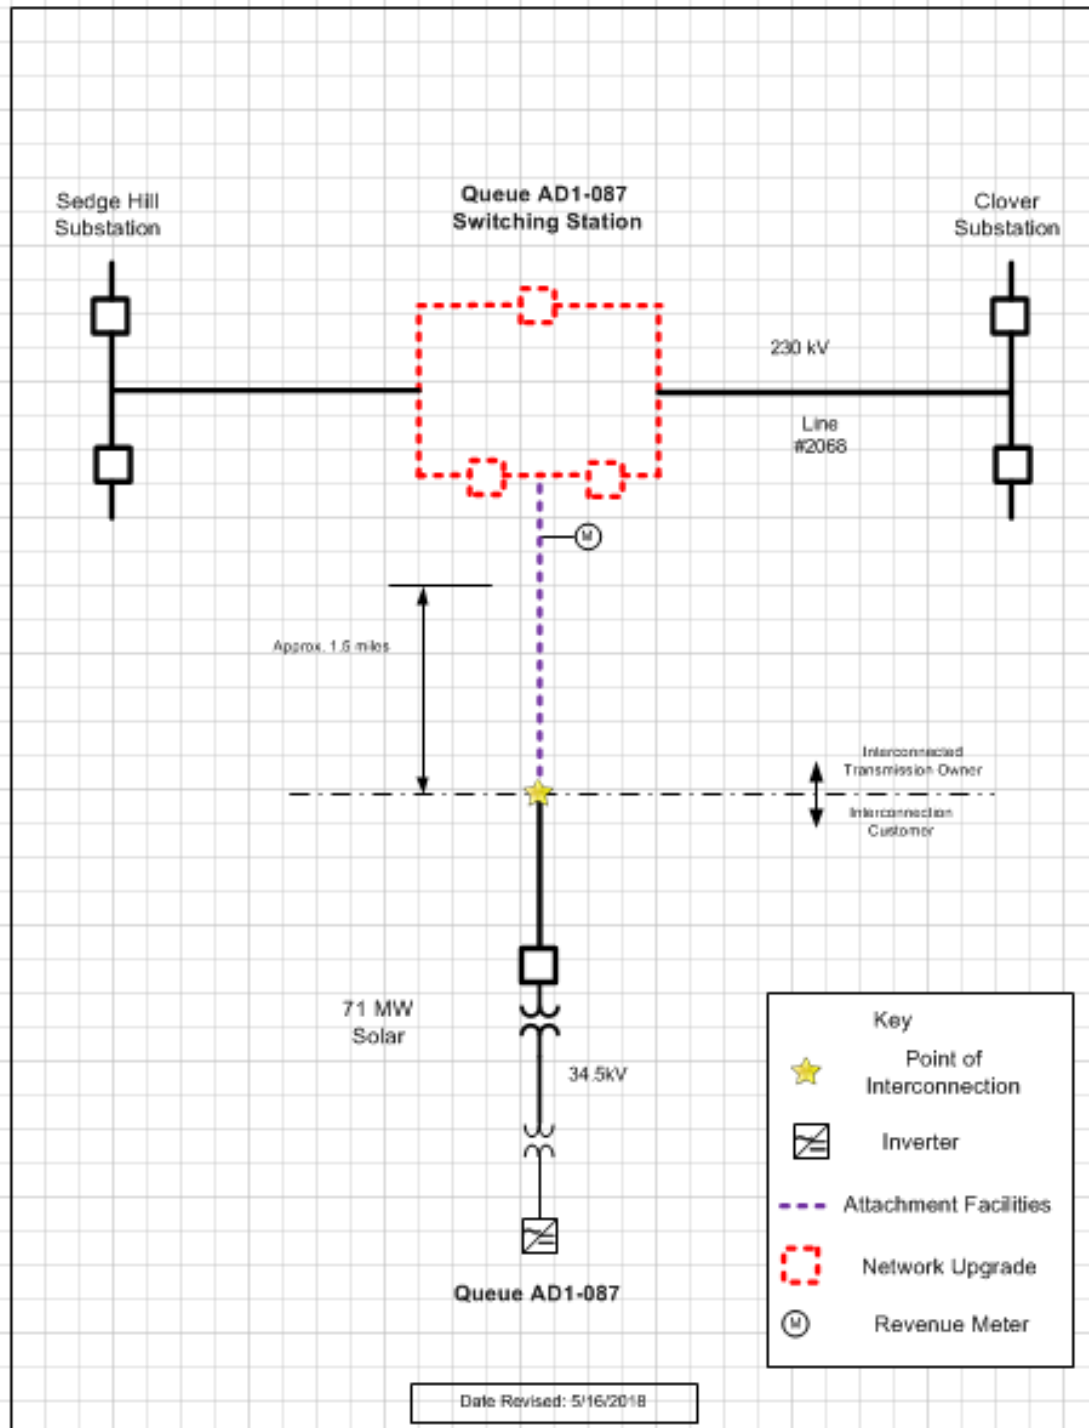 Sedge Hill
Substation
Queue AD1-087
Switching Station
Clover
Substation
230 kV
Line
#2068
M
Approx. 1.5 miles
Interconnected
Transmission Owner
Interconnection
Customer
71 MW
Solar
34.5kV
Queue AD1-087
Key
Point of
Interconnection
Inverter
Attachment Facilities
Network Upgrade
M
Revenue Meter
Date Revised: 5/16/2018